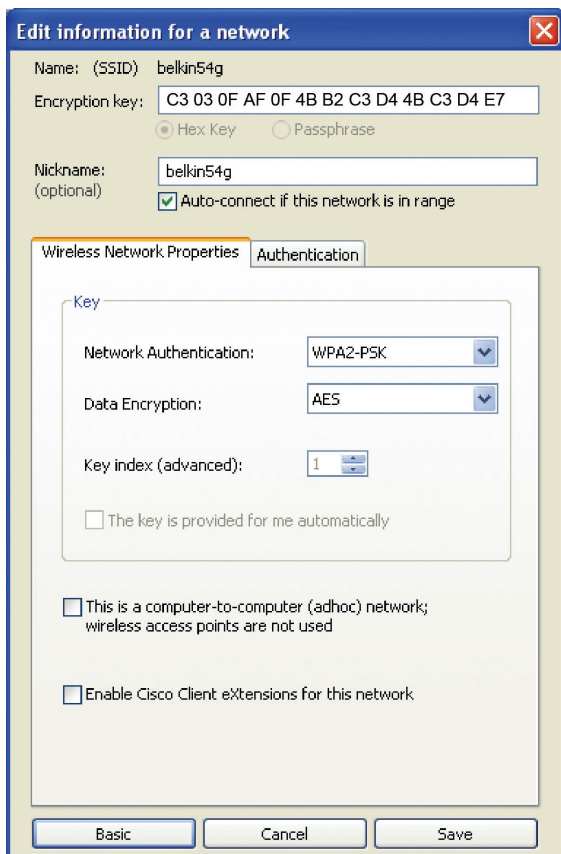 Edit information for a network
Name: (SSID) belkin54g
Encryption key: C3 03 0F AF 0F 4B B2 C3 D4 4B C3 D4 E7
Hex Key Passphrase
Nickname: belkin54g
(optional)
Auto-connect if this network is in range
Wireless Network Properties Authentication
Key
Network Authentication: WPA2-PSK
Data Encryption: AES
Key index (advanced): 1
The key is provided for me automatically
This is a computer-to-computer (adhoc) network;
wireless access points are not used
Enable Cisco Client eXtensions for this network
Basic Cancel Save